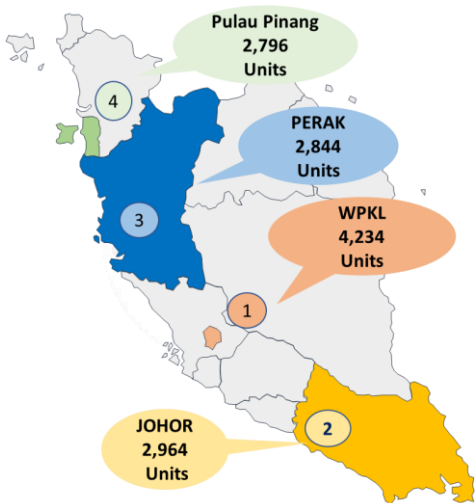 Pulau Pinang
2,796
Units
4
PERAK
2,844
Units
3
WPKL
4,234
Units
1
JOHOR
2,964
Units
2